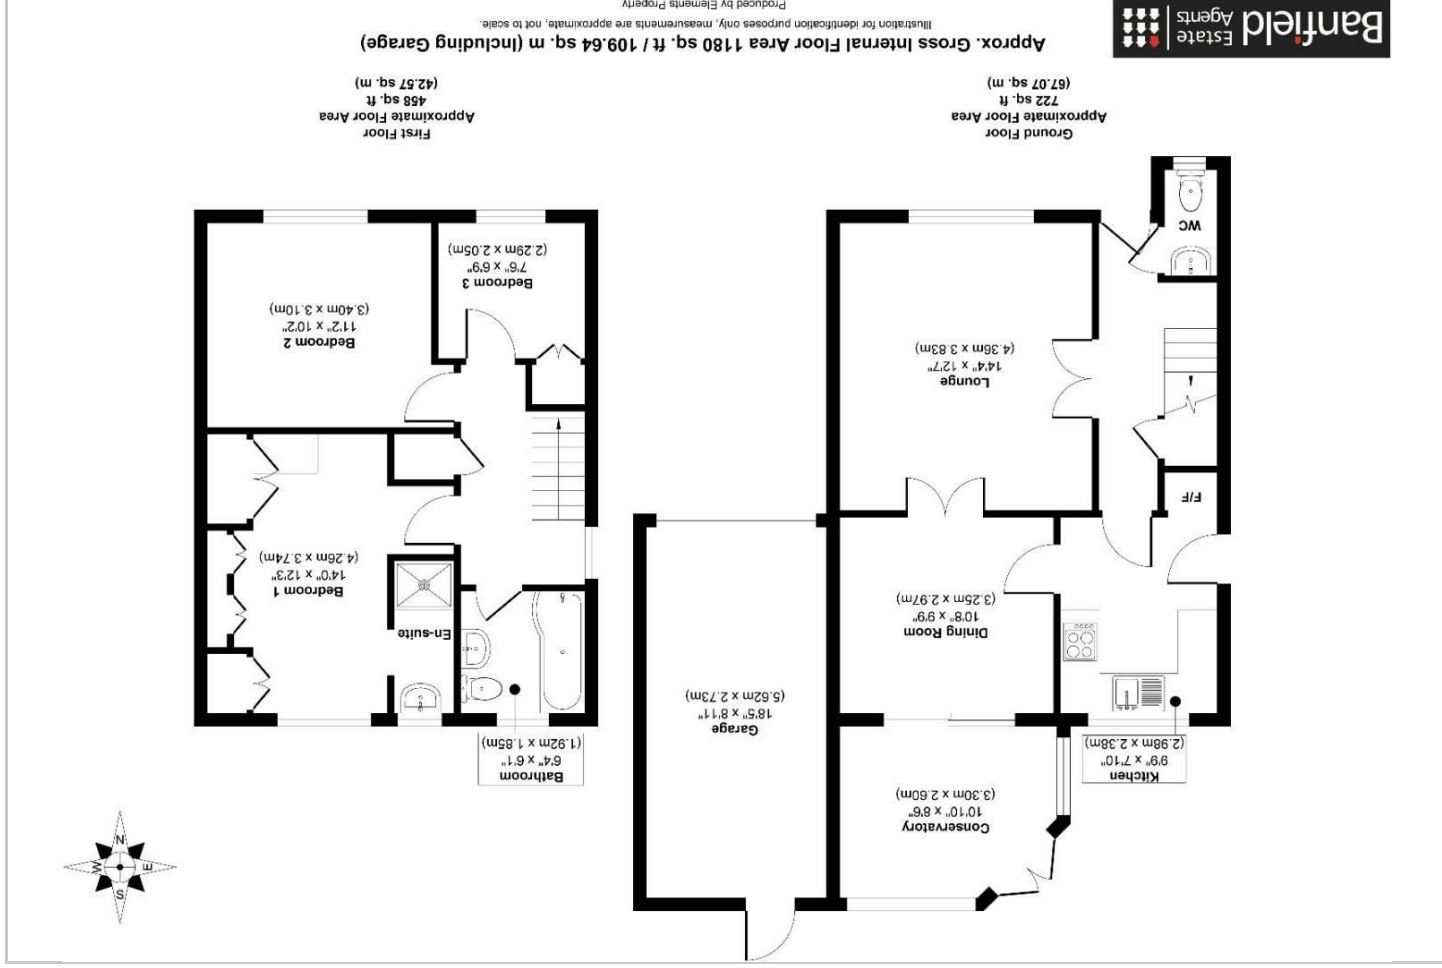 Conservatory
10'10" x 8'6"
(3.30m x 2.60m)
Kitchen
9'9" x 7'10"
(2.98m x 2.38m)
Garage
18'5" x 8'11"
(5.62m x 2.73m)
Dining Room
10'8" x 9'9"
(3.25m x 2.97m)
F/F
Lounge
14'4" x 12'7"
(4.36m x 3.83m)
WC
S
E
W
N
Bathroom
6'4" x 6'1"
(1.92m x 1.85m)
En-suite
Bedroom 1
14'0" x 12'3"
(4.26m x 3.74m)
Bedroom 2
11'2" x 10'2"
(3.40m x 3.10m)
Bedroom 3
7'6" x 6'9"
(2.29m x 2.05m)
Ground Floor
Approximate Floor Area
722 sq. ft
(67.07 sq. m)
First Floor
Approximate Floor Area
458 sq. ft
(42.57 sq. m)
Banfield
Estate
Agents
Approx. Gross Internal Floor Area 1180 sq. ft / 109.64 sq. m (Including Garage)
Illustration for identification purposes only, measurements are approximate, not to scale.
Produced by Elements Property